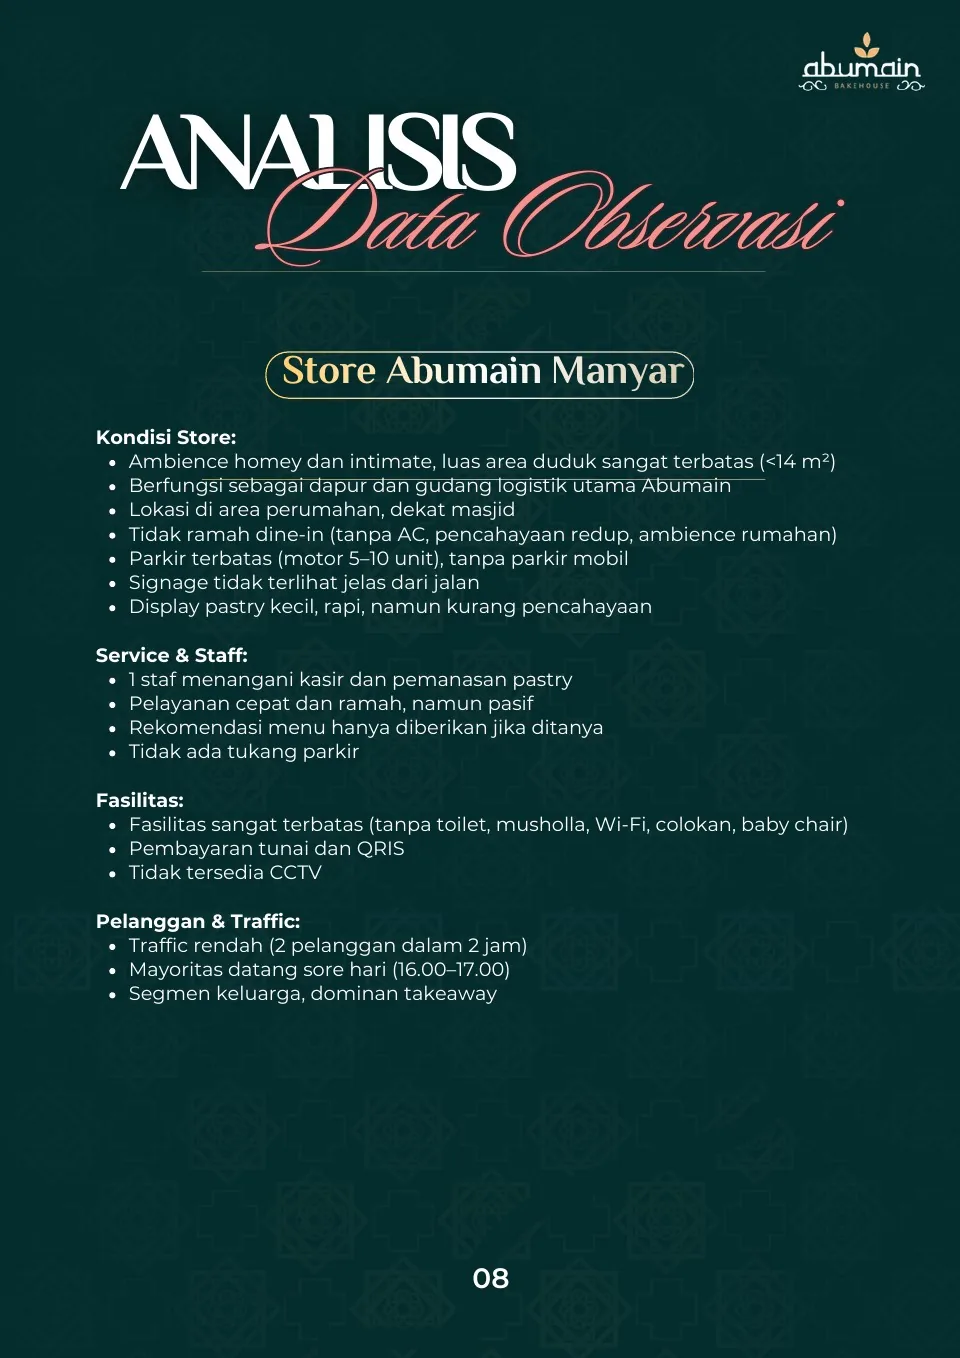 abumain
BAKEHOUSE
ANALISIS
Data Observasi
Store Abumain Manyar
Kondisi Store:
• Ambience homey dan intimate, luas area duduk sangat terbatas (<14 m²)
• Berfungsi sebagai dapur dan gudang logistik utama Abumain
• Lokasi di area perumahan, dekat masjid
• Tidak ramah dine-in (tanpa AC, pencahayaan redup, ambience rumahan)
• Parkir terbatas (motor 5–10 unit), tanpa parkir mobil
• Signage tidak terlihat jelas dari jalan
• Display pastry kecil, rapi, namun kurang pencahayaan
Service & Staff:
• 1 staf menangani kasir dan pemanasan pastry
• Pelayanan cepat dan ramah, namun pasif
• Rekomendasi menu hanya diberikan jika ditanya
• Tidak ada tukang parkir
Fasilitas:
• Fasilitas sangat terbatas (tanpa toilet, musholla, Wi-Fi, colokan, baby chair)
• Pembayaran tunai dan QRIS
• Tidak tersedia CCTV
Pelanggan & Traffic:
• Traffic rendah (2 pelanggan dalam 2 jam)
• Mayoritas datang sore hari (16.00–17.00)
• Segmen keluarga, dominan takeaway
08